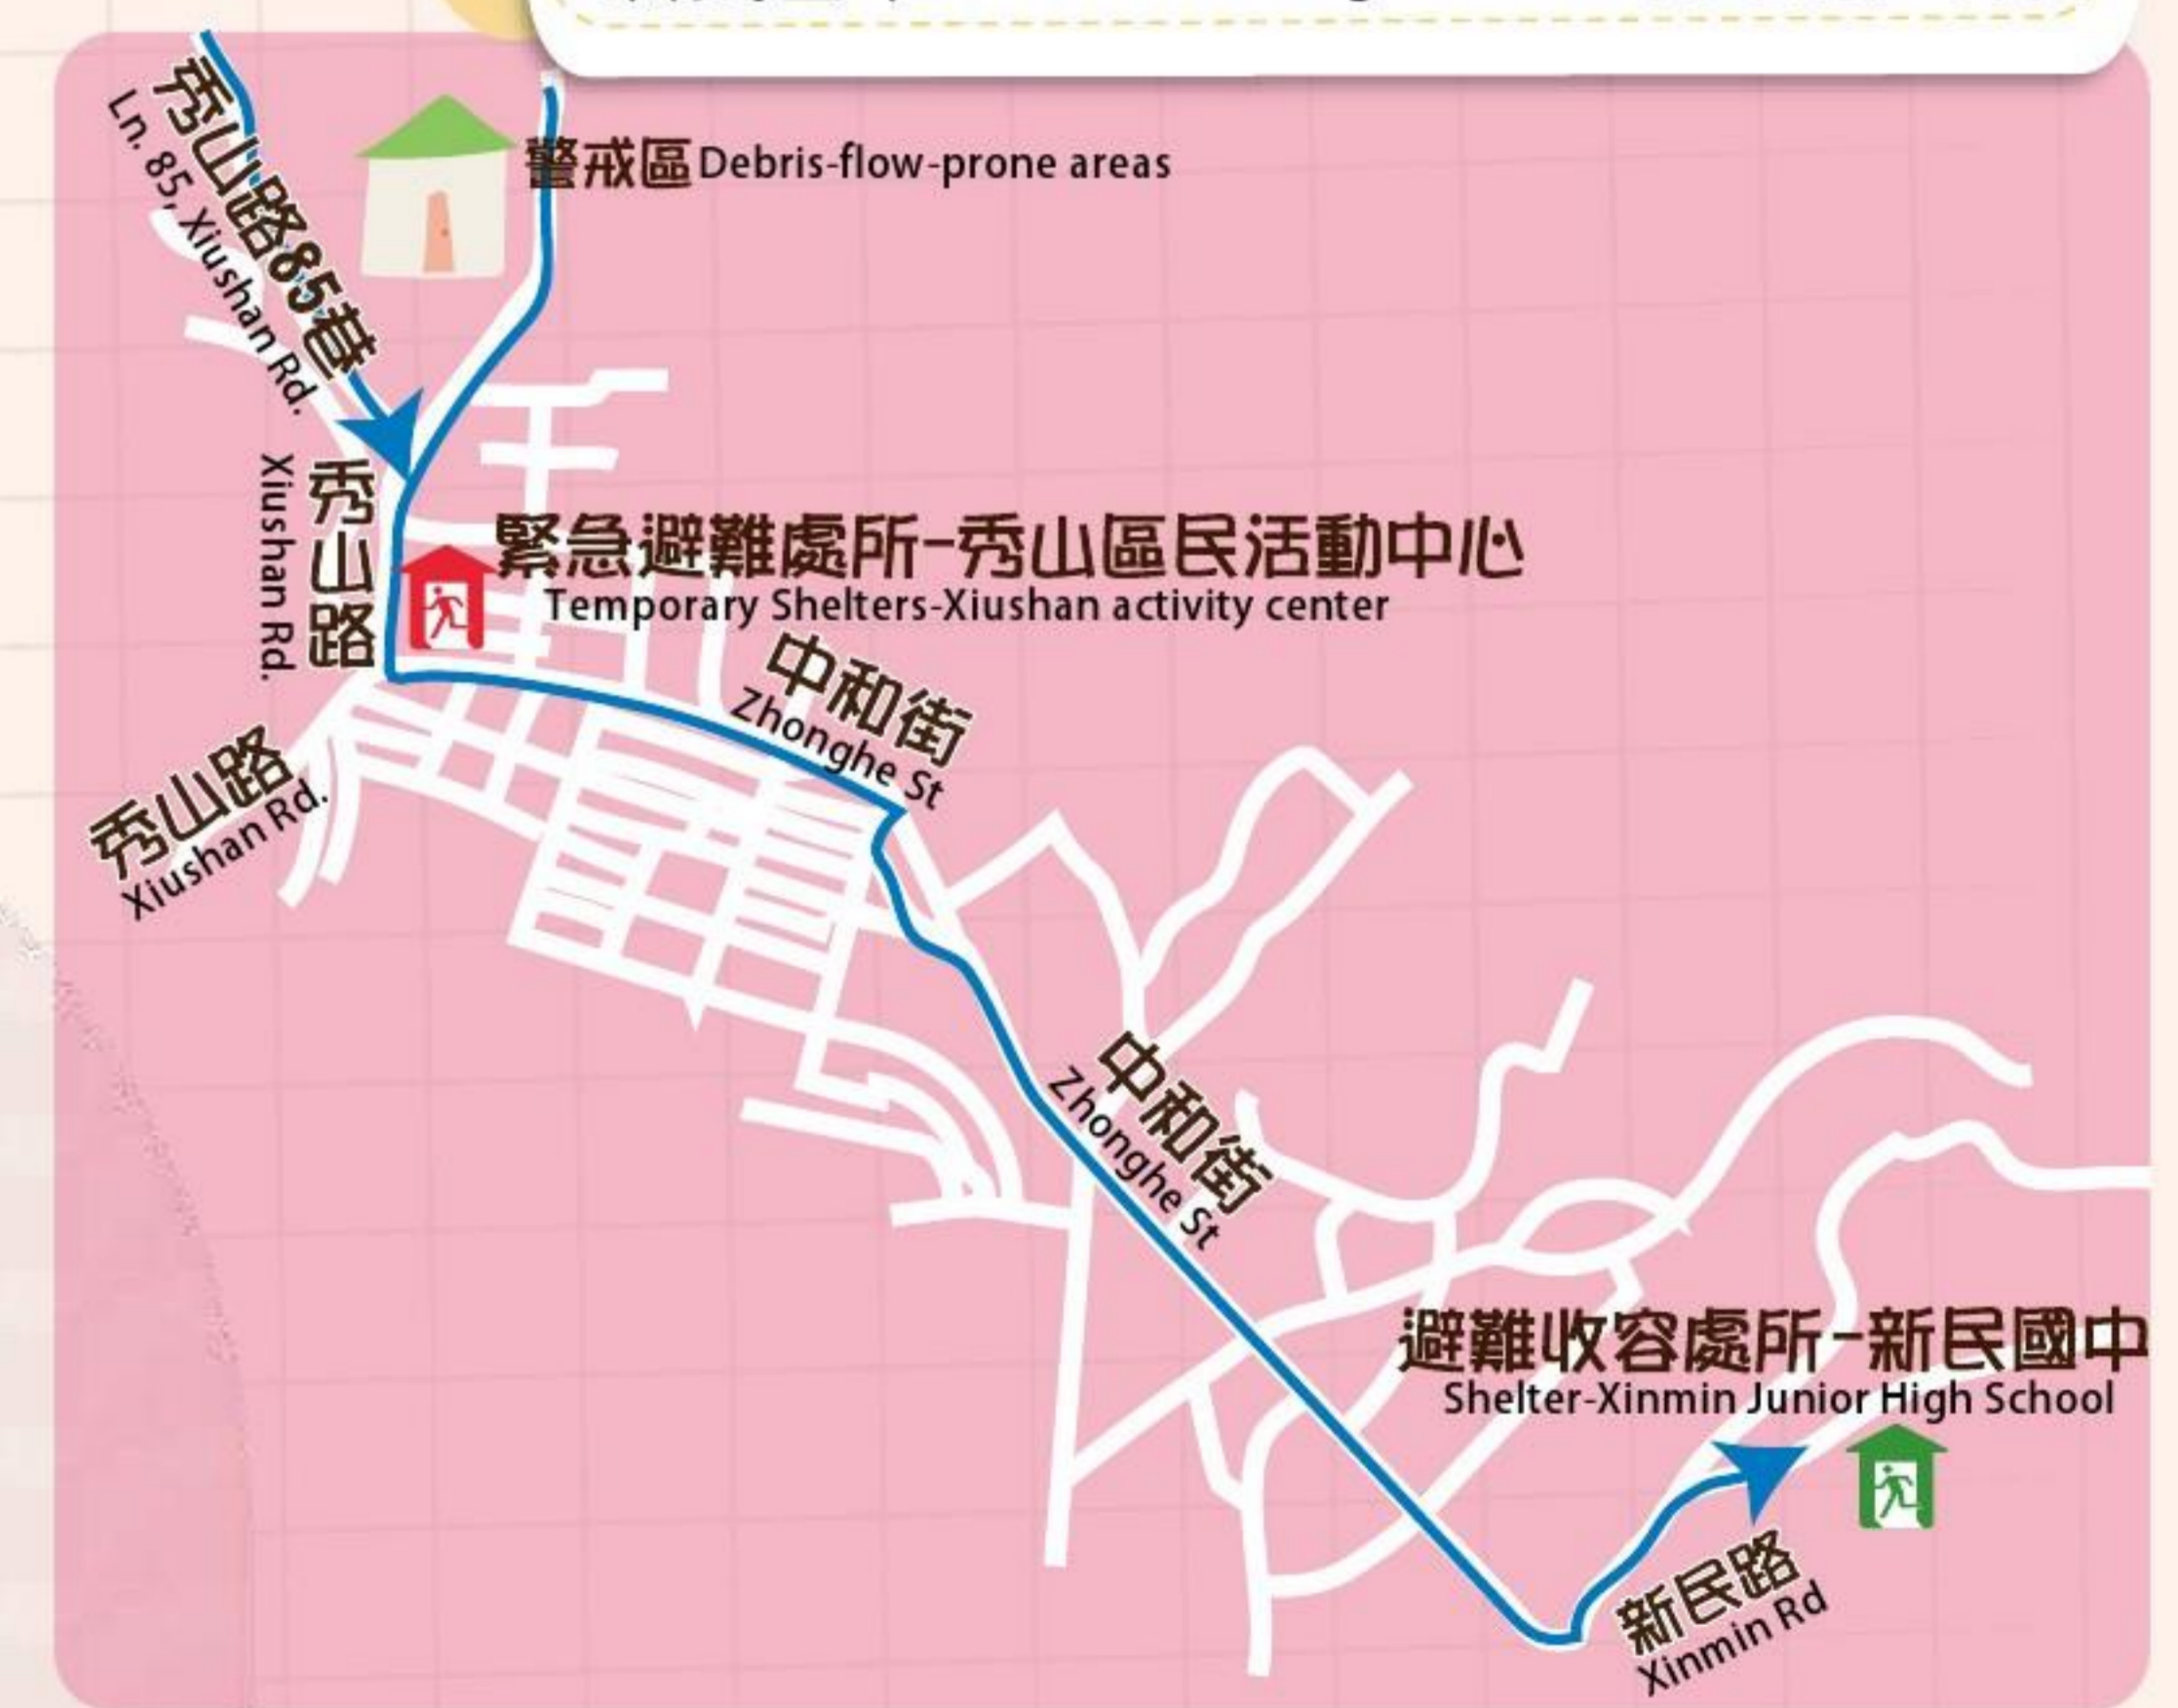 秀山路85巷
Ln. 85, Xiushan Rd.
警戒區 Debris-flow-prone areas
秀山路
Xiushan Rd.
緊急避難處所-秀山區民活動中心
Temporary Shelters-Xiushan activity center
中和街
Zhonghe St
秀山路
Xiushan Rd.
中和街
Zhonghe St
避難收容處所-新民國中
Shelter-Xinmin Junior High School
新民路
Xinmin Rd